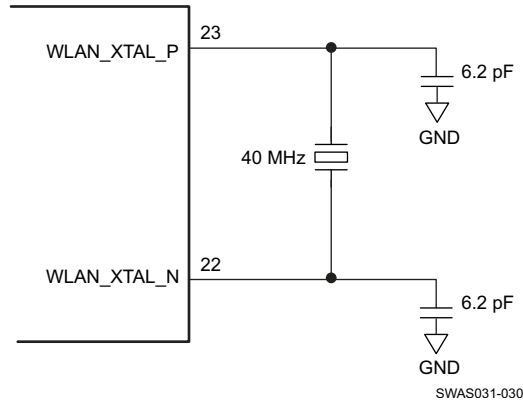 23
WLAN_XTAL_P
6.2 pF
GND
40 MHz
22
WLAN_XTAL_N
6.2 pF
GND
SWAS031-030